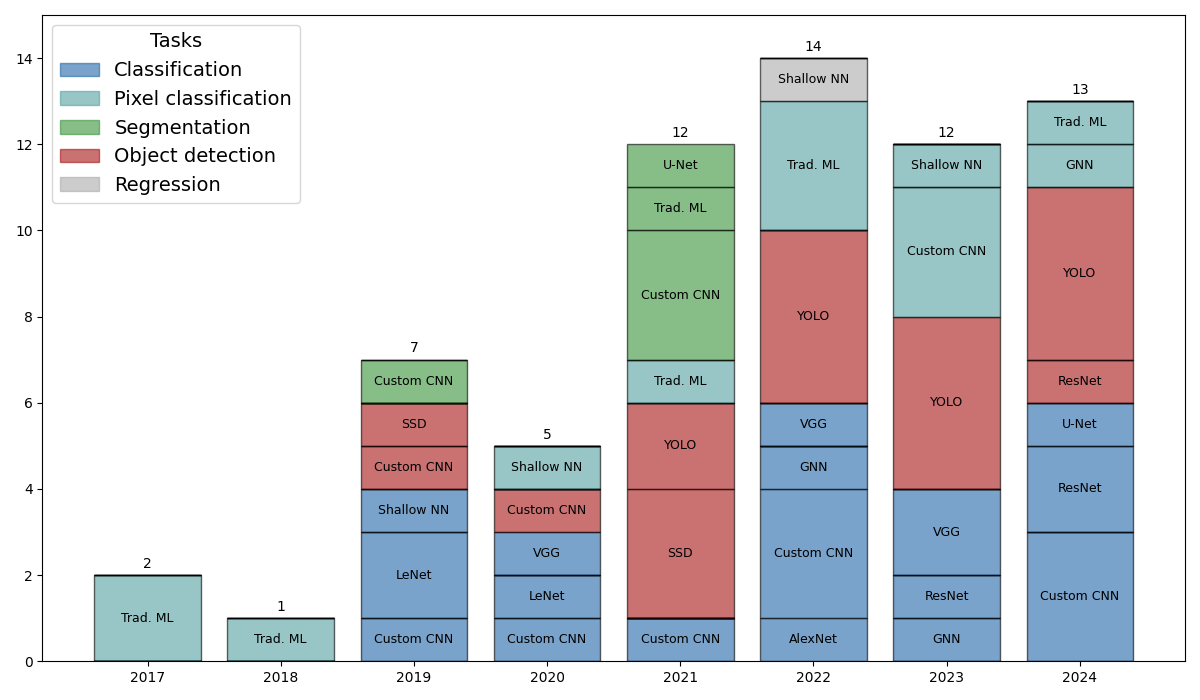 Tasks
Classification
Pixel classification
Segmentation
Object detection
Regression
14
12
10
8
6
4
2
0
2
Trad. ML
1
Trad. ML
7
Custom CNN
SSD
Custom CNN
Shallow NN
LeNet
Custom CNN
5
Shallow NN
Custom CNN
VGG
LeNet
Custom CNN
12
U-Net
Trad. ML
Custom CNN
Trad. ML
YOLO
SSD
Custom CNN
14
Shallow NN
Trad. ML
YOLO
VGG
GNN
Custom CNN
AlexNet
12
Shallow NN
Custom CNN
YOLO
VGG
ResNet
GNN
13
Trad. ML
GNN
YOLO
ResNet
U-Net
ResNet
Custom CNN
2017 2018 2019 2020 2021 2022 2023 2024